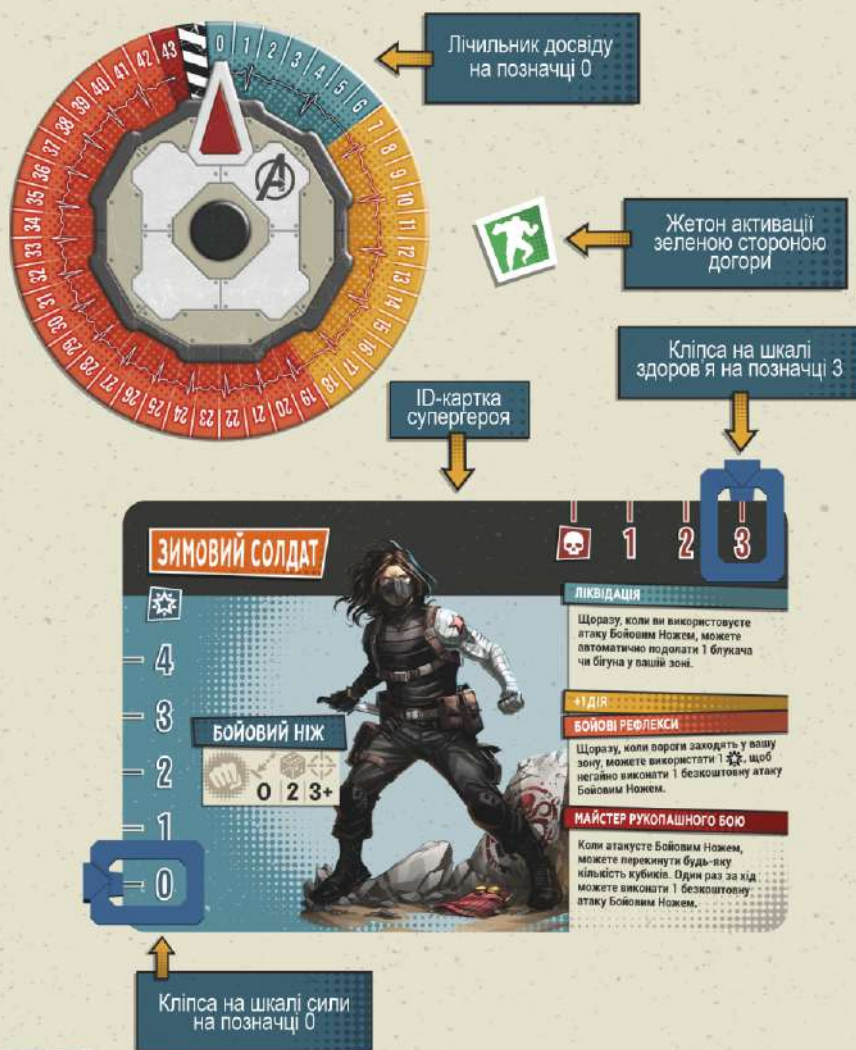 0 1 2 3 4 5 6 7 8 9 10 11 12 13 14 15 16 17 18 19 20 21 22 23 24 25 26 27 28 29 30 31 32 33 34 35 36 37 38 39 40 41 42 43
Лічильник досвіду
на позначці 0
Жетон активації
зеленою стороною
догори
Кліпса на шкалі
здоров'я на позначці 3
ID-картка
супергероя
ЗИМОВИЙ СОЛДАТ
1 2 3
4
3
2
1
0
БОЙОВИЙ НІЖ
0 2 3+
ЛІКВІДАЦІЯ
Щоразу, коли ви використовуєте
атаку Бойовим Ножем, можете
автоматично подолати 1 блукача
чи бігуна у вашій зоні.
+1 ДІЯ
БОЙОВІ РЕФЛЕКСИ
Щоразу, коли вороги заходять у вашу
зону, можете використати 1 , щоб
негайно виконати 1 безкоштовну атаку
Бойовим Ножем.
МАЙСТЕР РУКОПАШНОГО БОЮ
Коли атакуєте Бойовим Ножем,
можете перекинути будь-яку
кількість кубиків. Один раз за хід
можете виконати 1 безкоштовну
атаку Бойовим Ножем.
Кліпса на шкалі сили
на позначці 0